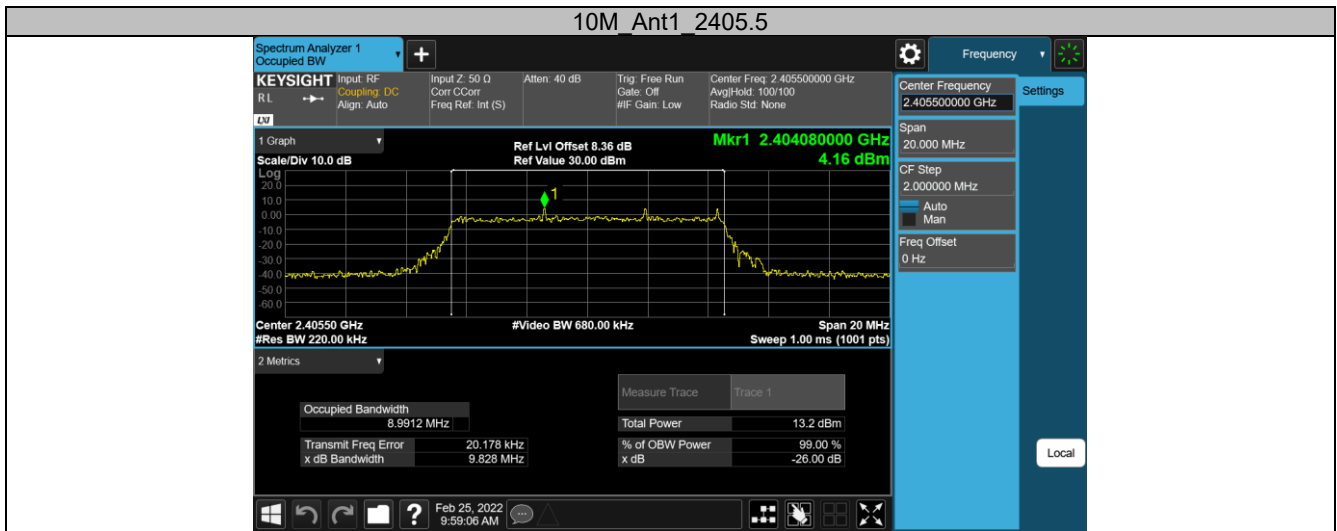 10M_Ant1_2405.5
Spectrum Analyzer 1
Occupied BW
+
Frequency
KEYSIGHT
Input: RF
Input Z: 50 Ω
Atten: 40 dB
Trig: Free Run
Center Freq: 2.405500000 GHz
RL
Coupling: DC
Corr CCorr
Gate: Off
Avg|Hold: 100/100
Align: Auto
Freq Ref: Int (S)
#IF Gain: Low
Radio Std: None
LXI
Center Frequency
2.405500000 GHz
Settings
Span
20.000 MHz
CF Step
2.000000 MHz
Auto
Man
Freq Offset
0 Hz
Local
1 Graph
Ref Lvl Offset 8.36 dB
Mkr1 2.404080000 GHz
Scale/Div 10.0 dB
Ref Value 30.00 dBm
4.16 dBm
Log
20.0
10.0
0.00
-10.0
-20.0
-30.0
-40.0
-50.0
-60.0
1
Center 2.40550 GHz
#Video BW 680.00 kHz
Span 20 MHz
#Res BW 220.00 kHz
Sweep 1.00 ms (1001 pts)
2 Metrics
Measure Trace
Trace 1
Occupied Bandwidth
8.9912 MHz
Total Power
13.2 dBm
Transmit Freq Error
20.178 kHz
% of OBW Power
99.00 %
x dB Bandwidth
9.828 MHz
x dB
-26.00 dB
?
Feb 25, 2022
9:59:06 AM